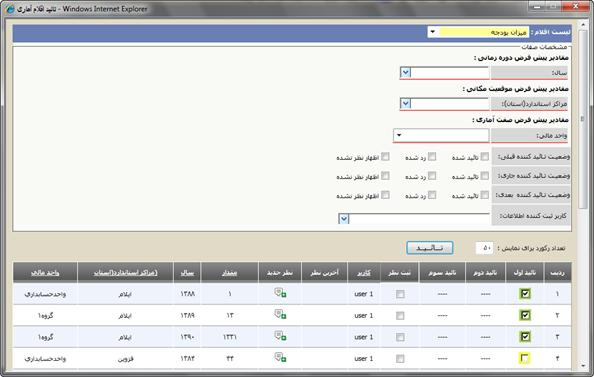 تائید اقلام آماری - Windows Internet Explorer
لیست اقلام : میزان بودجه
مشخصات صفات
مقادیر پیش فرض دوره زمانی :
سال:
مقادیر پیش فرض موقعیت مکانی :
مراکز استاندارد(استان):
مقادیر پیش فرض صفت آماری :
واحد مالی:
وضعیت تائید کننده قبلی: تائید شده رد شده اظهار نظر نشده
وضعیت تائید کننده جاری: تائید شده رد شده اظهار نظر نشده
وضعیت تائید کننده بعدی: تائید شده رد شده اظهار نظر نشده
کاربر ثبت کننده اطلاعات:
تعداد رکورد برای نمایش : ۵۰ تــائــیــد
ردیف تائید اول تائید دوم تائید سوم ثبت نظر کاربر آخرین نظر نظر جدید مقدار سال (مراکز استاندارد(استان واحد مالی
۱ ---- ---- user 1 ۱ ۱۳۸۸ ایلام واحدحسابداری
۲ ---- ---- user 1 ۱۳ ۱۳۸۹ ایلام گروه۱
۳ ---- ---- user 1 ۱۳۳۱ ۱۳۹۰ ایلام گروه۱
۴ ---- ---- user 1 ۴۴ ۱۳۸۴ قزوین واحدحسابداری